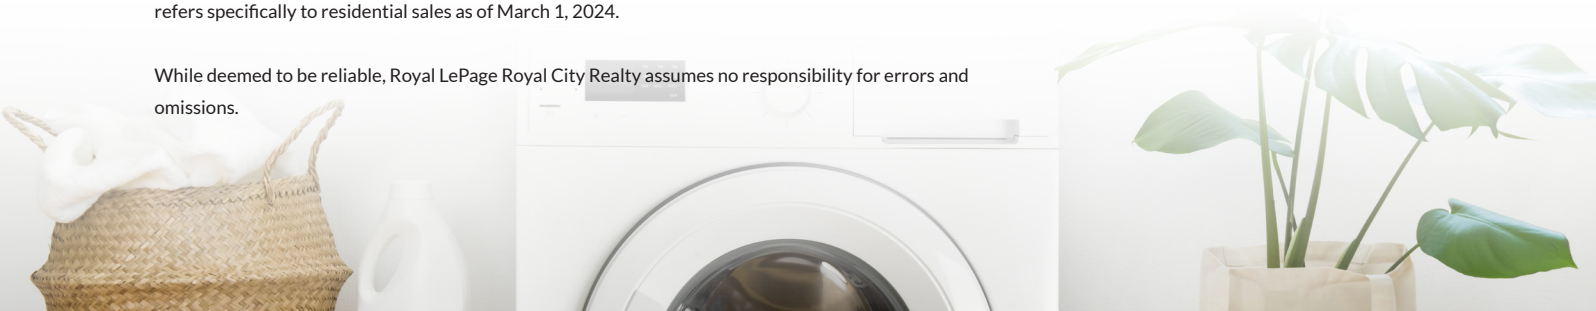 refers specifically to residential sales as of March 1, 2024.
While deemed to be reliable, Royal LePage Royal City Realty assumes no responsibility for errors and
omissions.